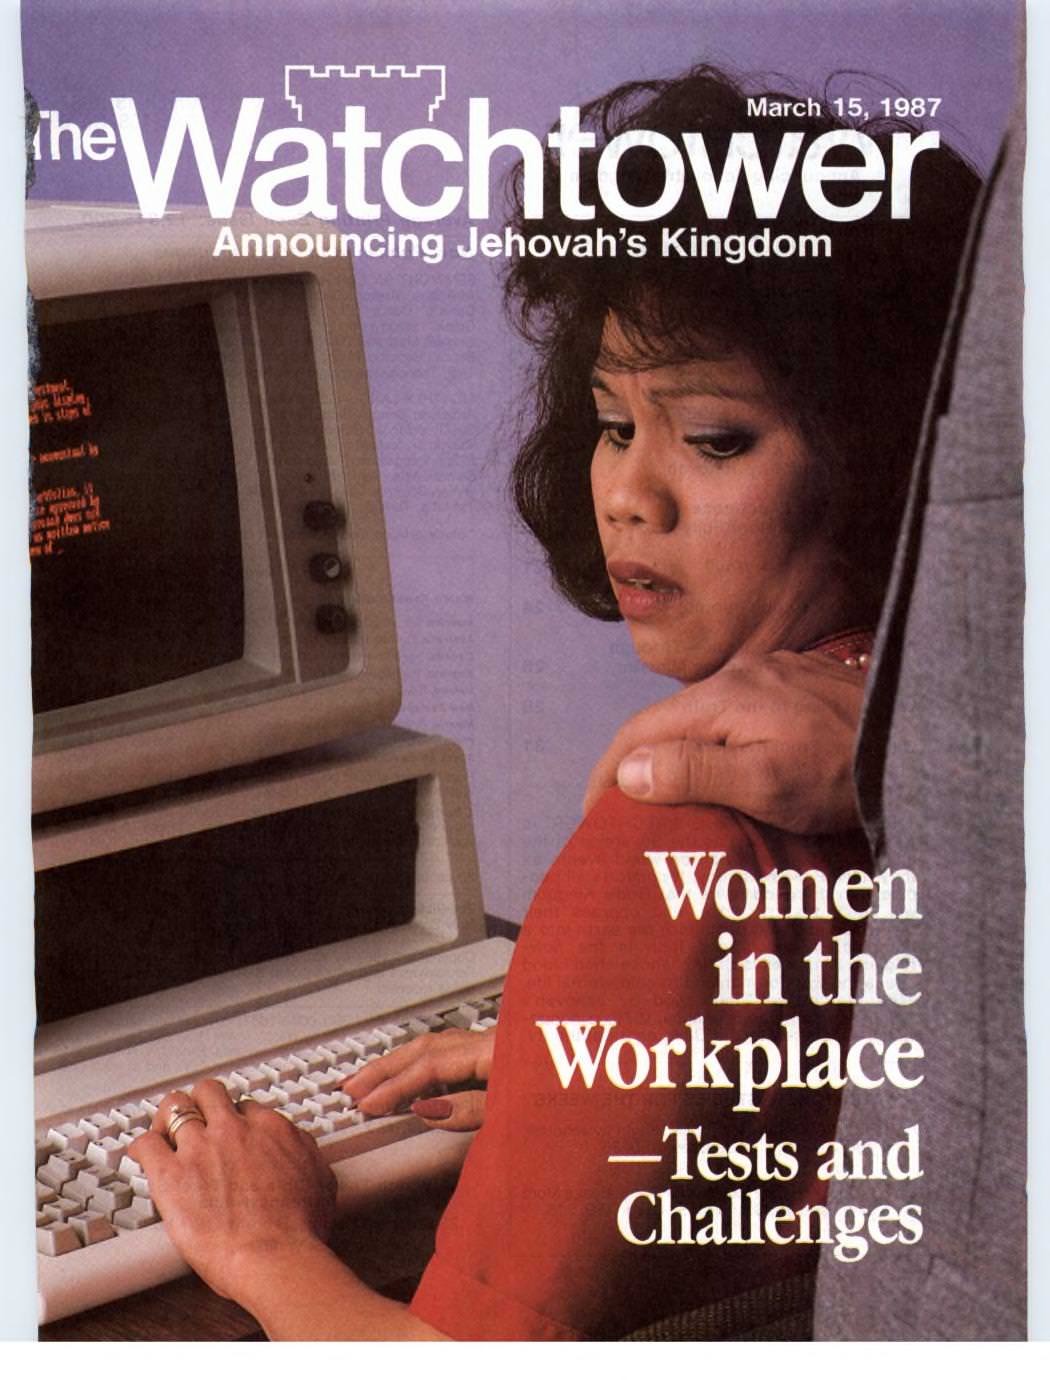 March 15, 1987
The Watchtower
Announcing Jehovah's Kingdom
Women
in the
Workplace
—Tests and
Challenges